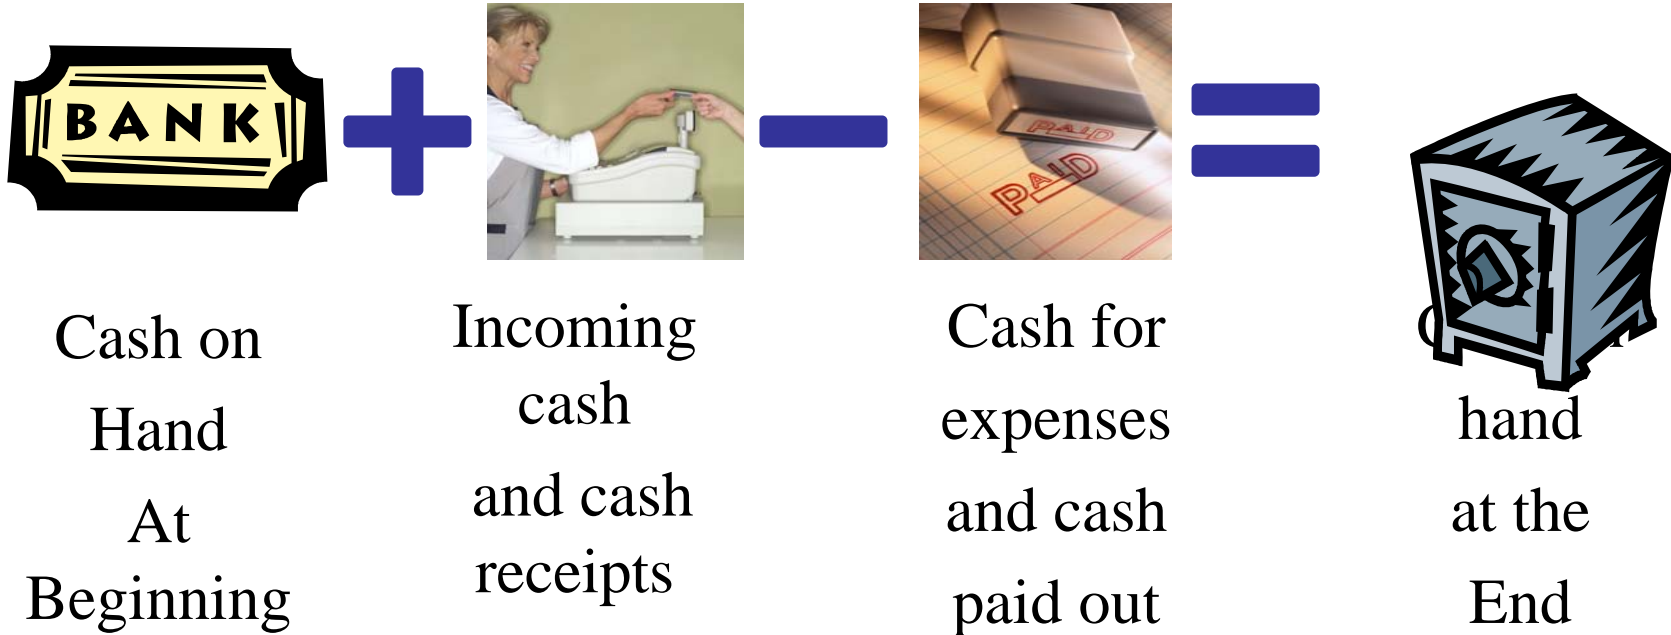 BANK
PAID
PAID
Cash on
Hand
At
Beginning
Incoming
cash
and cash
receipts
Cash for
expenses
and cash
paid out
hand
at the
End